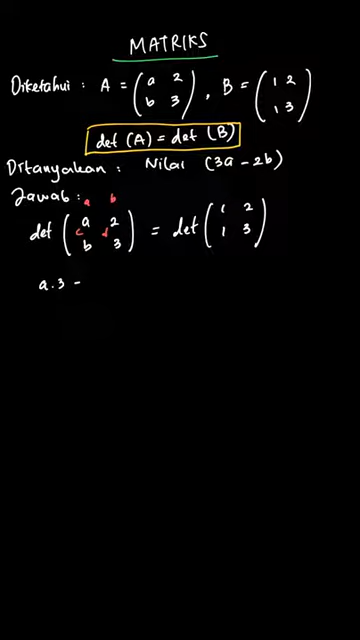 MATRIKS
Diketahui : A = (a 2 , B = (1 2
b 3) 1 3)
det (A) = det (B)
Ditanyakan : Nilai (3a - 2b)
Jawab :
a b
det (a 2 = det (1 2
c d
b 3) 1 3)
a . 3 -